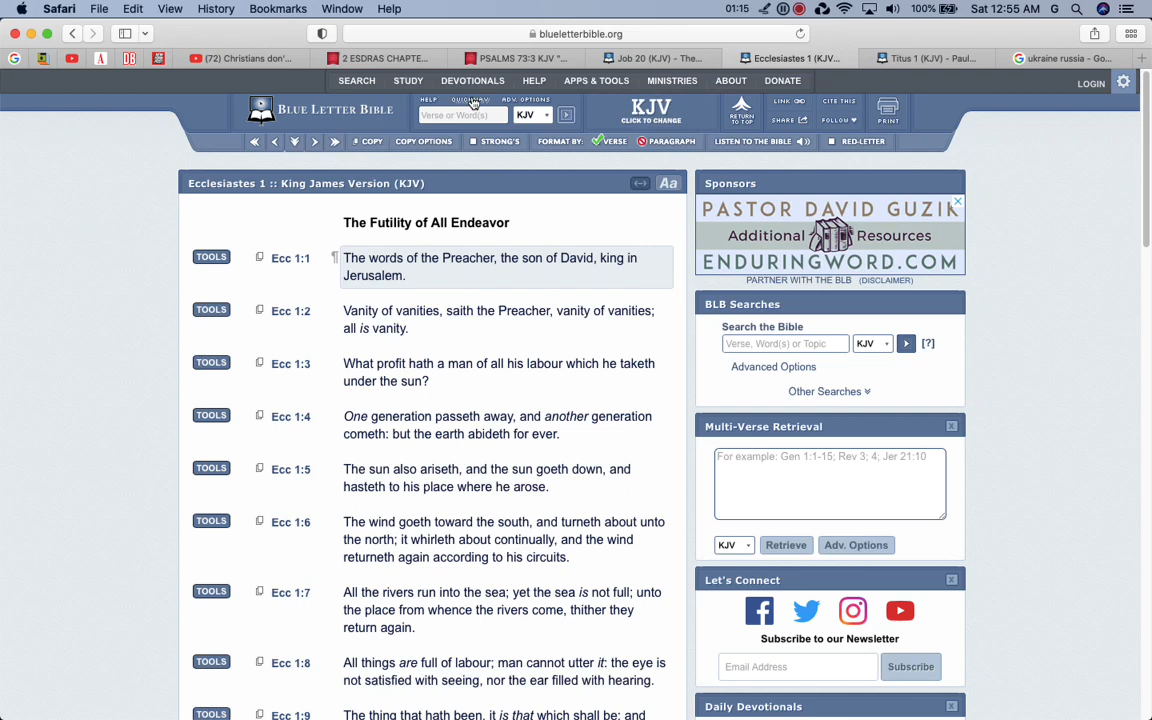 Safari File Edit View History Bookmarks Window Help 01:15 100% Sat 12:55 AM G
blueletterbible.org
(72) Christians don'... 2 ESDRAS CHAPTE... PSALMS 73:3 KJV "... Job 20 (KJV) - The... Ecclesiastes 1 (KJV... Titus 1 (KJV) - Paul... ukraine russia - Go...
SEARCH STUDY DEVOTIONALS HELP APPS & TOOLS MINISTRIES ABOUT DONATE LOGIN
BLUE LETTER BIBLE
HELP QUICKNAV ADV. OPTIONS
Verse or Word(s) KJV
KJV
CLICK TO CHANGE
RETURN
TO TOP
LINK CITE THIS
SHARE FOLLOW
PRINT
COPY COPY OPTIONS STRONG'S FORMAT BY: VERSE PARAGRAPH LISTEN TO THE BIBLE RED-LETTER
Ecclesiastes 1 :: King James Version (KJV) Aa
The Futility of All Endeavor
TOOLS Ecc 1:1 ¶ The words of the Preacher, the son of David, king in
Jerusalem.
TOOLS Ecc 1:2 Vanity of vanities, saith the Preacher, vanity of vanities;
all is vanity.
TOOLS Ecc 1:3 What profit hath a man of all his labour which he taketh
under the sun?
TOOLS Ecc 1:4 One generation passeth away, and another generation
cometh: but the earth abideth for ever.
TOOLS Ecc 1:5 The sun also ariseth, and the sun goeth down, and
hasteth to his place where he arose.
TOOLS Ecc 1:6 The wind goeth toward the south, and turneth about unto
the north; it whirleth about continually, and the wind
returneth again according to his circuits.
TOOLS Ecc 1:7 All the rivers run into the sea; yet the sea is not full; unto
the place from whence the rivers come, thither they
return again.
TOOLS Ecc 1:8 All things are full of labour; man cannot utter it: the eye is
not satisfied with seeing, nor the ear filled with hearing.
TOOLS Ecc 1:9 The thing that hath been, it is that which shall be; and
Sponsors
PASTOR DAVID GUZIK
Additional Resources
ENDURINGWORD.COM
PARTNER WITH THE BLB (DISCLAIMER)
BLB Searches
Search the Bible
Verse, Word(s) or Topic KJV [?]
Advanced Options
Other Searches
Multi-Verse Retrieval
For example: Gen 1:1-15; Rev 3; 4; Jer 21:10
KJV Retrieve Adv. Options
Let's Connect
Subscribe to our Newsletter
Email Address Subscribe
Daily Devotionals